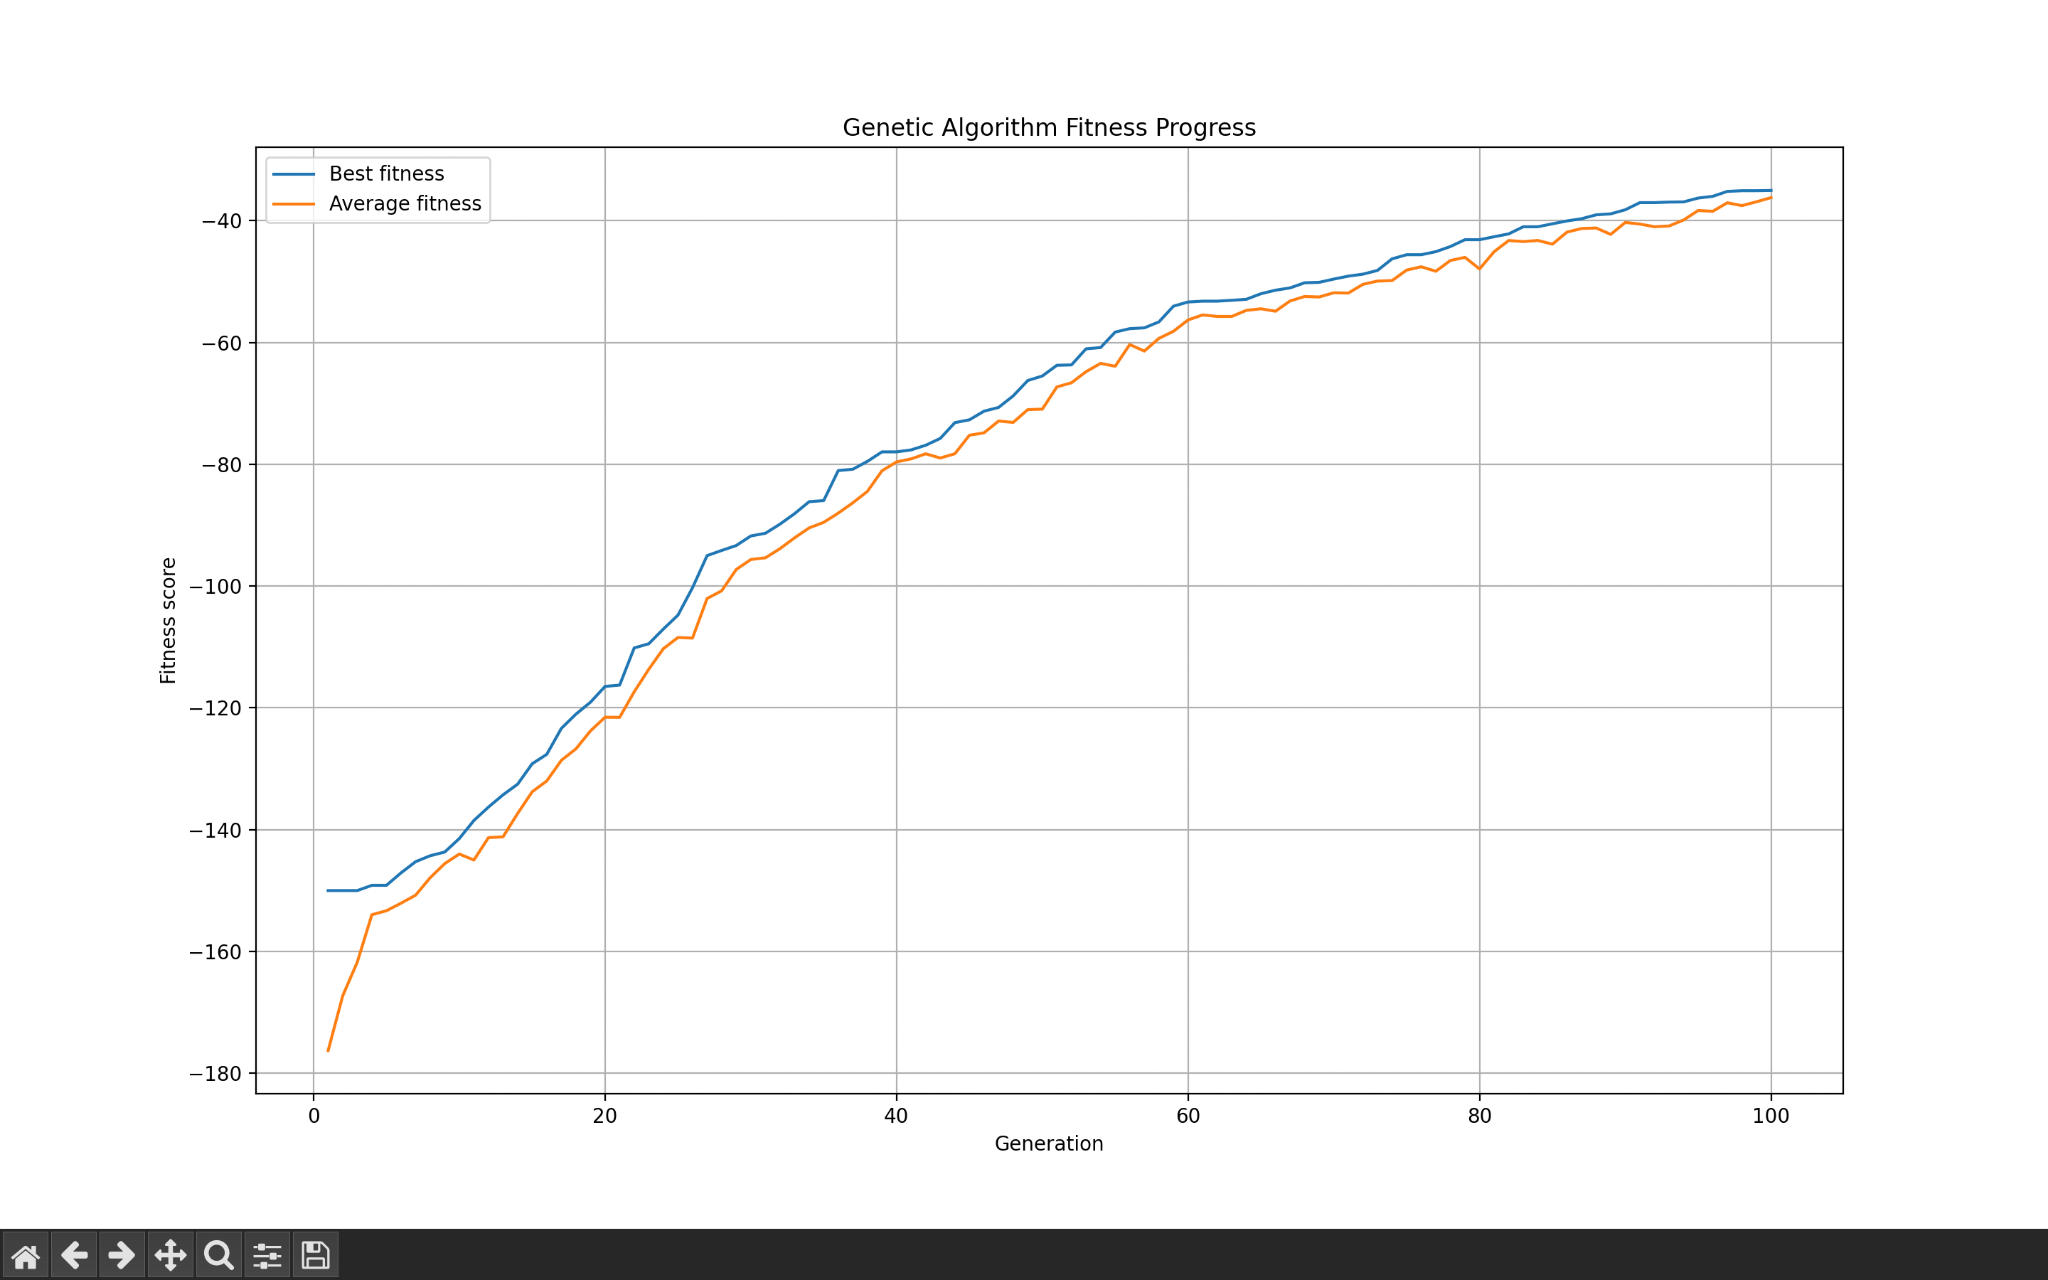 Genetic Algorithm Fitness Progress
Best fitness
Average fitness
−40
−60
−80
−100
−120
−140
−160
−180
Fitness score
0 20 40 60 80 100
Generation